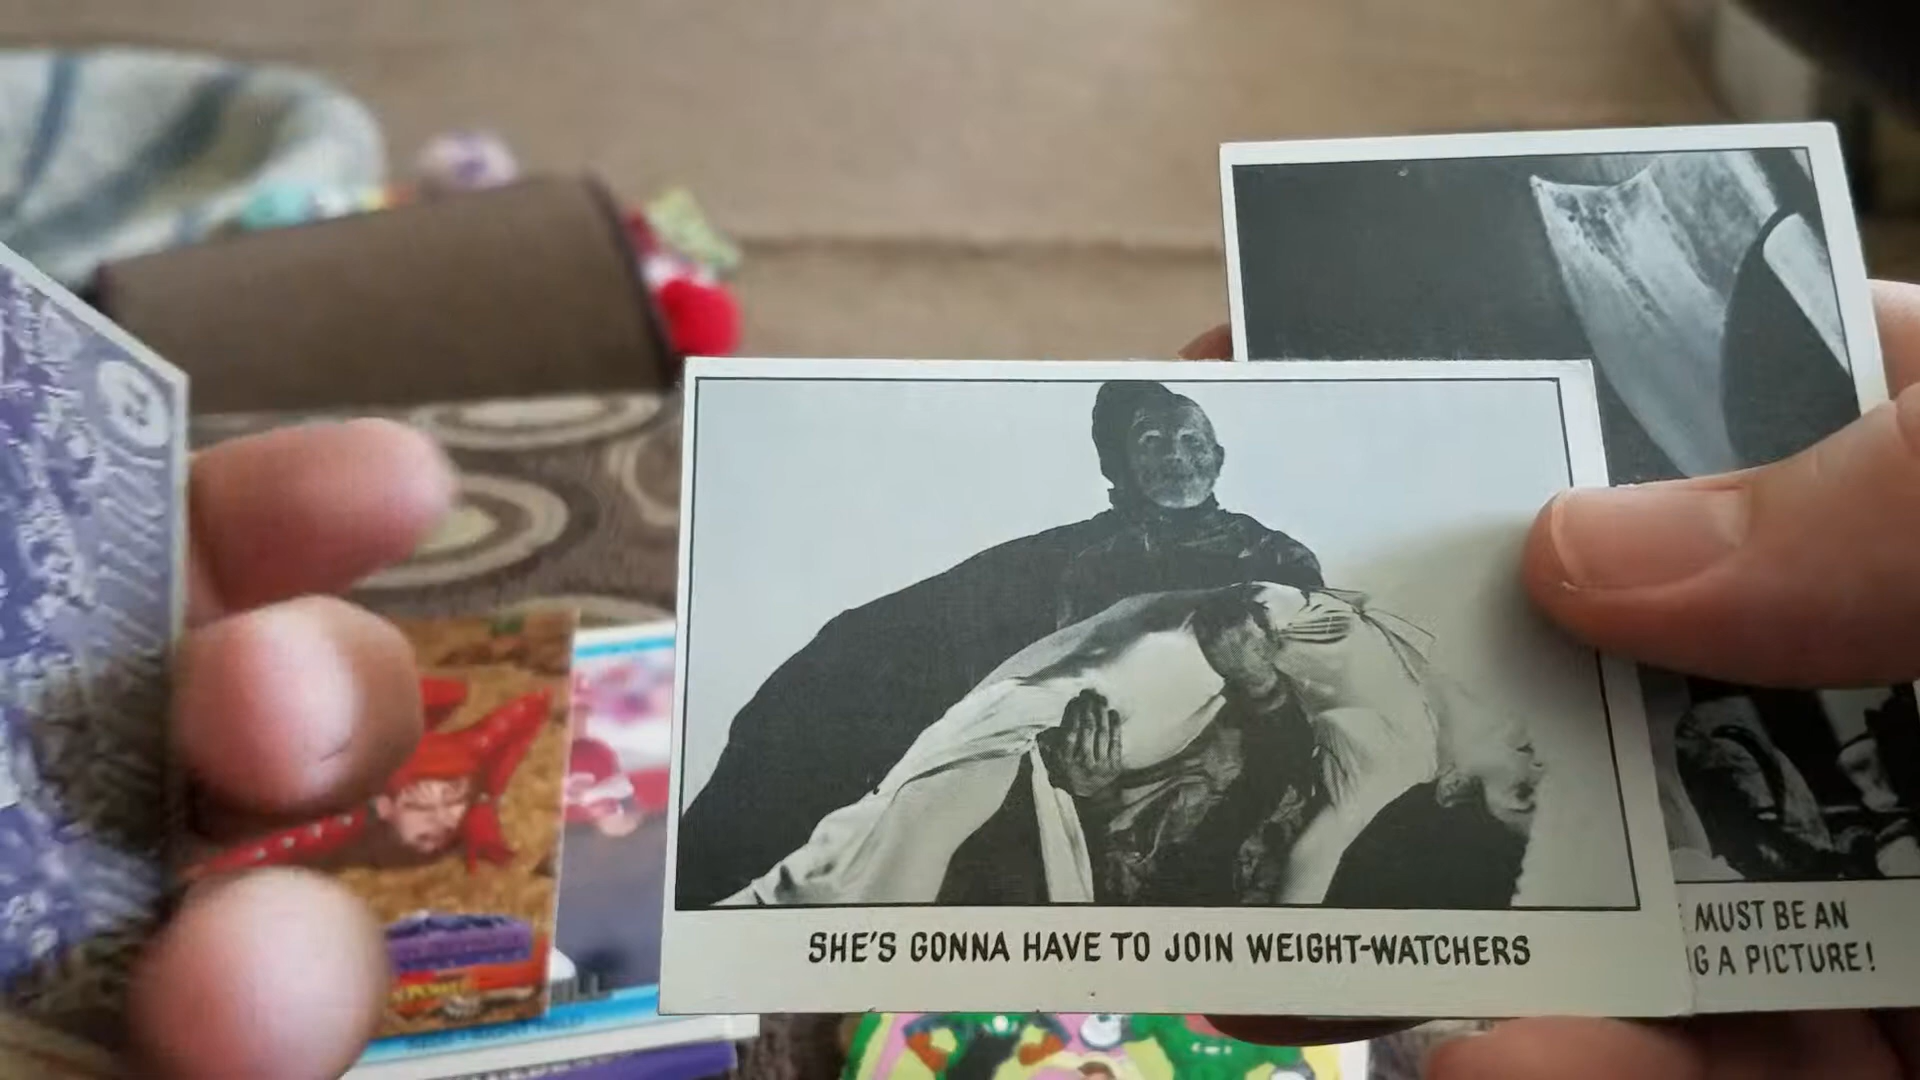 SHE'S GONNA HAVE TO JOIN WEIGHT-WATCHERS
MUST BE AN
G A PICTURE!